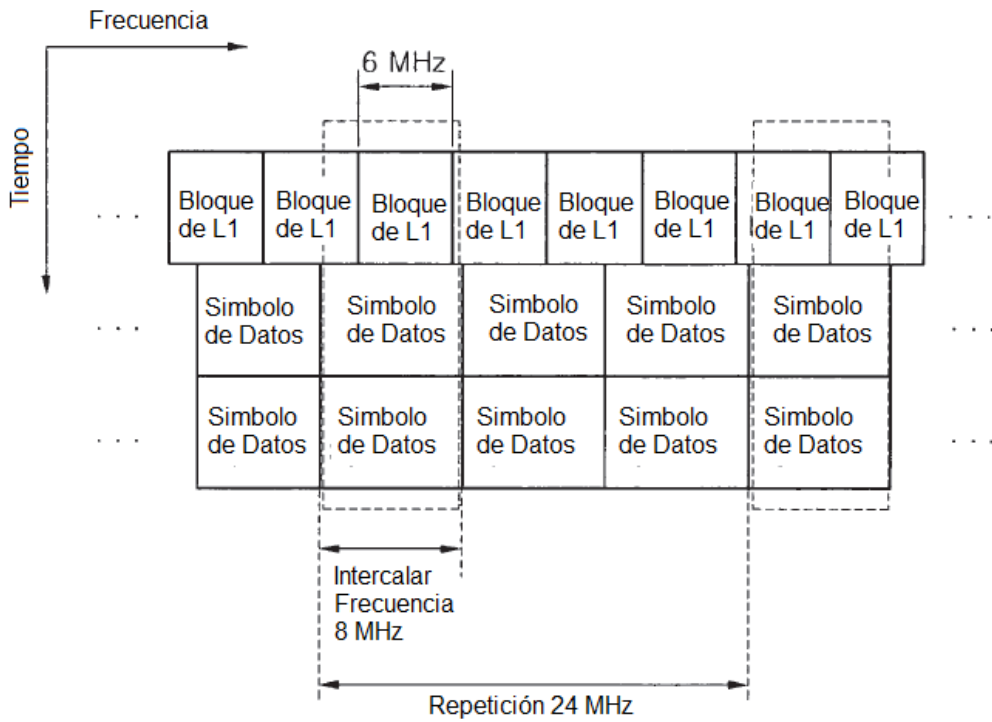 Frecuencia
6 MHz
Tiempo
Bloque
de L1
Bloque
de L1
Bloque
de L1
Bloque
de L1
Bloque
de L1
Bloque
de L1
Bloque
de L1
Bloque
de L1
. . .
. . .
Simbolo
de Datos
Simbolo
de Datos
Simbolo
de Datos
Simbolo
de Datos
Simbolo
de Datos
. . .
. . .
Simbolo
de Datos
Simbolo
de Datos
Simbolo
de Datos
Simbolo
de Datos
Simbolo
de Datos
. . .
. . .
Intercalar
Frecuencia
8 MHz
Repetición 24 MHz